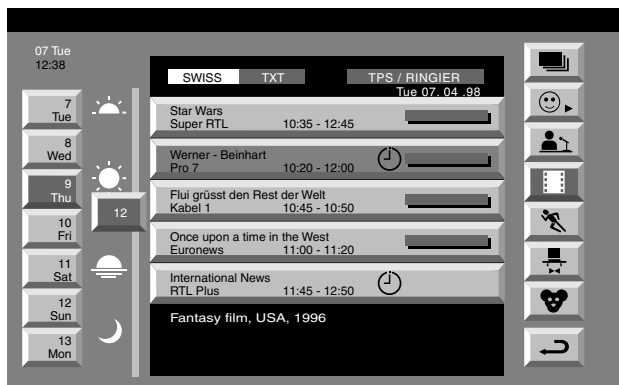 07 Tue
12:38
7
Tue
8
Wed
9
Thu
10
Fri
11
Sat
12
Sun
13
Mon
12
SWISS TXT TPS / RINGIER
Tue 07. 04 .98
Star Wars
Super RTL 10:35 - 12:45
Werner - Beinhart
Pro 7 10:20 - 12:00
Flui grüsst den Rest der Welt
Kabel 1 10:45 - 10:50
Once upon a time in the West
Euronews 11:00 - 11:20
International News
RTL Plus 11:45 - 12:50
Fantasy film, USA, 1996